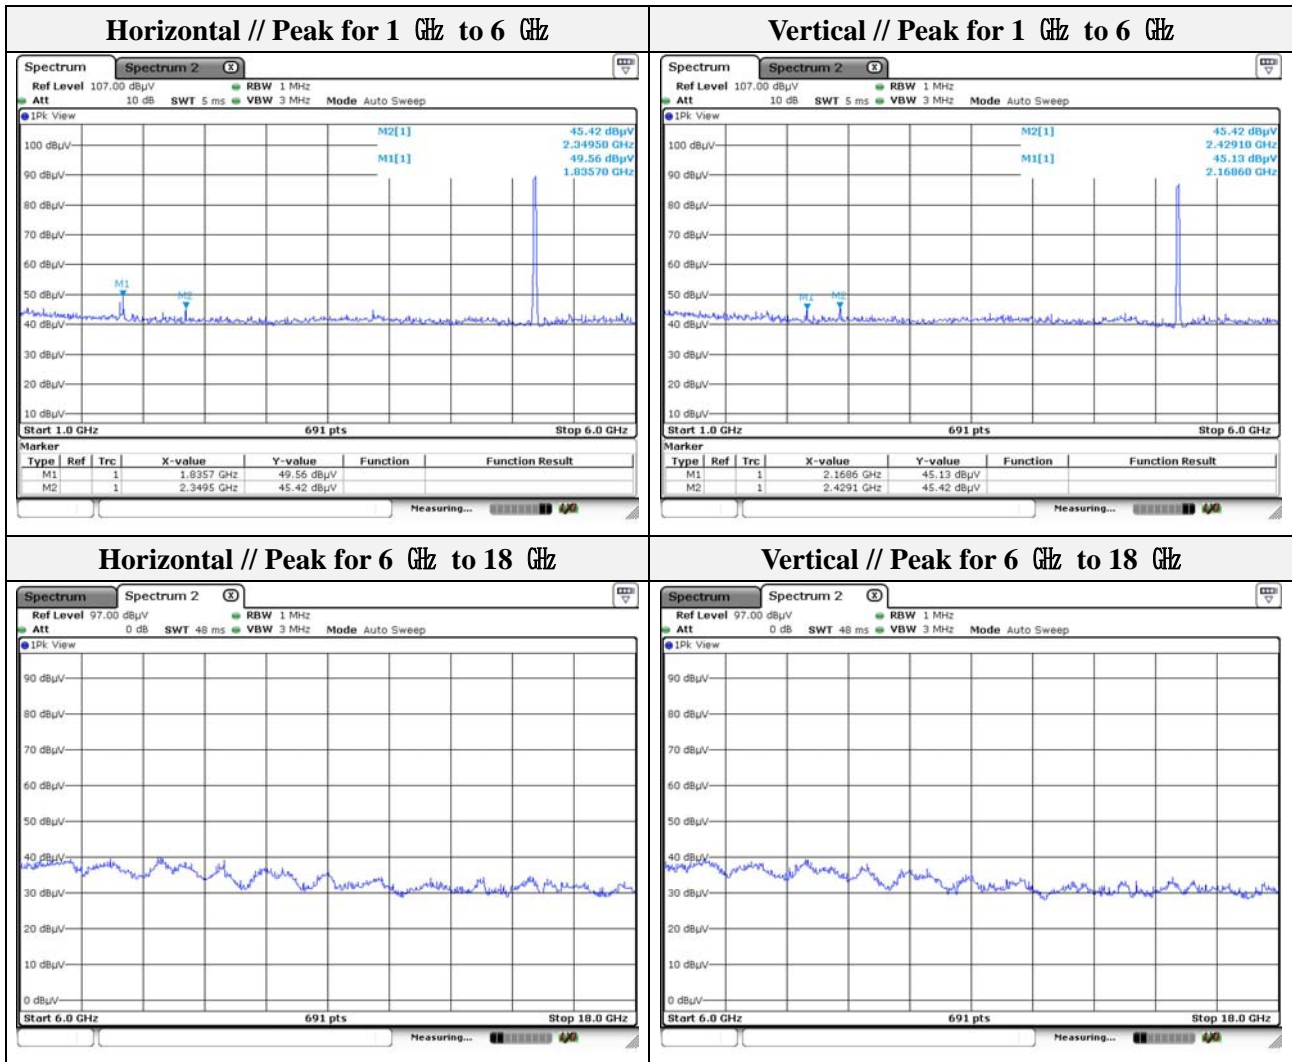 Horizontal // Peak for 1 ㎓ to 6 ㎓
Spectrum Spectrum 2 X
Ref Level 107.00 dBµV RBW 1 MHz
Att 10 dB SWT 5 ms VBW 3 MHz Mode Auto Sweep
1Pk View
M2[1] 45.42 dBµV
2.34950 GHz
M1[1] 49.56 dBµV
1.83570 GHz
100 dBµV
90 dBµV
80 dBµV
70 dBµV
60 dBµV
M1
50 dBµV
M2
40 dBµV
30 dBµV
20 dBµV
10 dBµV
Start 1.0 GHz 691 pts Stop 6.0 GHz
Marker
Type Ref Trc X-value Y-value Function Function Result
M1 1 1.8357 GHz 49.56 dBµV
M2 1 2.3495 GHz 45.42 dBµV
Measuring...
Vertical // Peak for 1 ㎓ to 6 ㎓
Spectrum Spectrum 2 X
Ref Level 107.00 dBµV RBW 1 MHz
Att 10 dB SWT 5 ms VBW 3 MHz Mode Auto Sweep
1Pk View
M2[1] 45.42 dBµV
2.42910 GHz
M1[1] 45.13 dBµV
2.16860 GHz
100 dBµV
90 dBµV
80 dBµV
70 dBµV
60 dBµV
50 dBµV
M1 M2
40 dBµV
30 dBµV
20 dBµV
10 dBµV
Start 1.0 GHz 691 pts Stop 6.0 GHz
Marker
Type Ref Trc X-value Y-value Function Function Result
M1 1 2.1686 GHz 45.13 dBµV
M2 1 2.4291 GHz 45.42 dBµV
Measuring...
Horizontal // Peak for 6 ㎓ to 18 ㎓
Spectrum Spectrum 2 X
Ref Level 97.00 dBµV RBW 1 MHz
Att 0 dB SWT 48 ms VBW 3 MHz Mode Auto Sweep
1Pk View
90 dBµV
80 dBµV
70 dBµV
60 dBµV
50 dBµV
40 dBµV
30 dBµV
20 dBµV
10 dBµV
0 dBµV
Start 6.0 GHz 691 pts Stop 18.0 GHz
Measuring...
Vertical // Peak for 6 ㎓ to 18 ㎓
Spectrum Spectrum 2 X
Ref Level 97.00 dBµV RBW 1 MHz
Att 0 dB SWT 48 ms VBW 3 MHz Mode Auto Sweep
1Pk View
90 dBµV
80 dBµV
70 dBµV
60 dBµV
50 dBµV
40 dBµV
30 dBµV
20 dBµV
10 dBµV
0 dBµV
Start 6.0 GHz 691 pts Stop 18.0 GHz
Measuring...